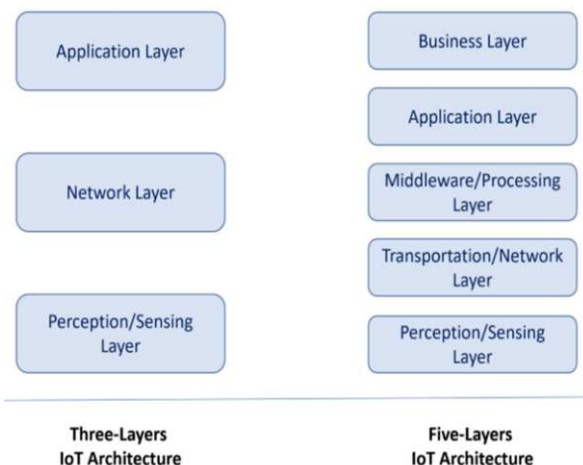 Application Layer
Network Layer
Perception/Sensing
Layer
Three-Layers
IoT Architecture
Business Layer
Application Layer
Middleware/Processing
Layer
Transportation/Network
Layer
Perception/Sensing
Layer
Five-Layers
IoT Architecture